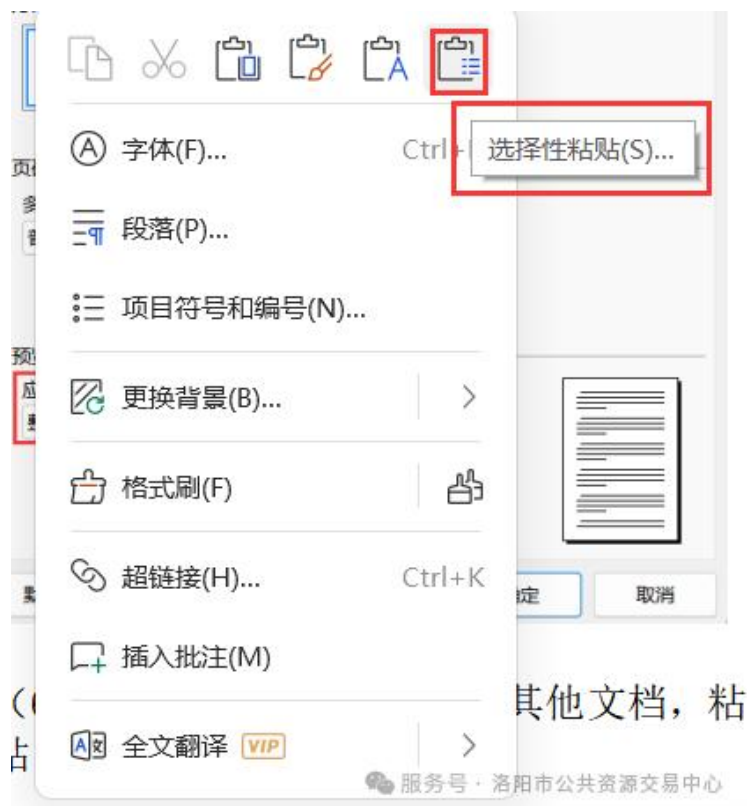 选择性粘贴(S)...
字体(F)... Ctrl+
段落(P)...
项目符号和编号(N)...
更换背景(B)...
格式刷(F)
超链接(H)... Ctrl+K
取消
插入批注(M)
其他文档，粘
全文翻译 VIP
服务号 · 洛阳市公共资源交易中心